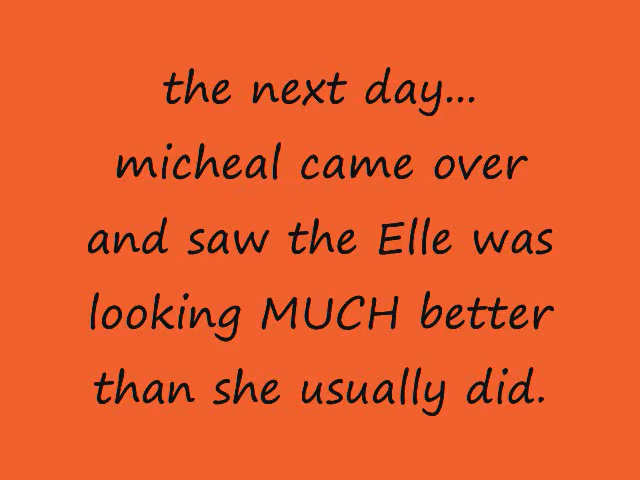 the next day...
micheal came over
and saw the Elle was
looking MUCH better
than she usually did.